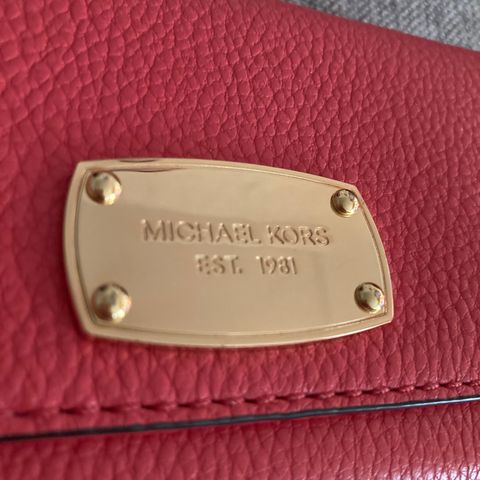 MICHAEL KORS
EST. 1981